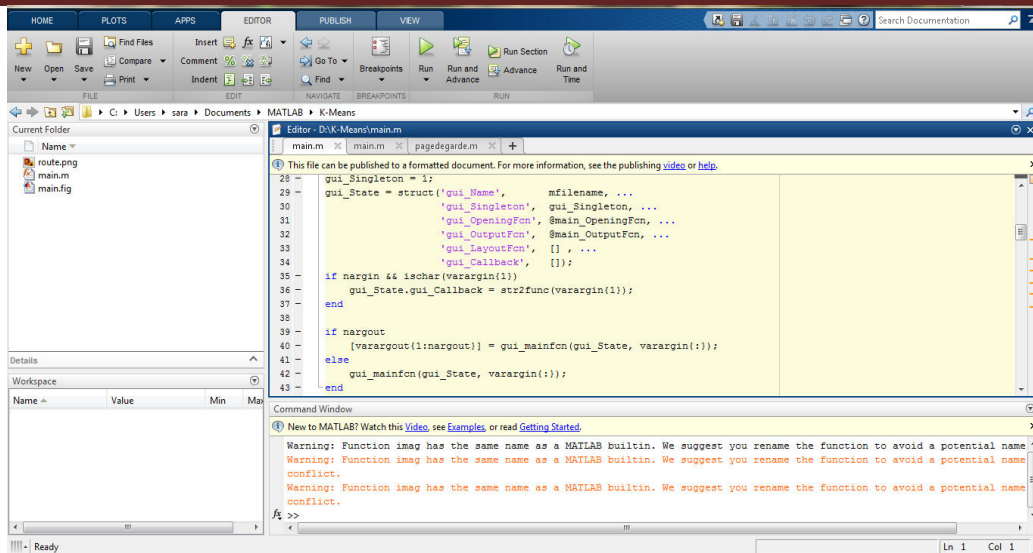 HOME PLOTS APPS EDITOR PUBLISH VIEW
Search Documentation
New Open Save
Find Files
Compare
Print
Insert fx
Comment
Indent
Go To
Find
Breakpoints
Run
Run and Advance
Run Section
Advance
Run and Time
FILE EDIT NAVIGATE BREAKPOINTS RUN
C: Users sara Documents MATLAB K-Means
Current Folder
Name
route.png
main.m
main.fig
Details
Workspace
Name Value Min Max
Editor - D:\K-Means\main.m
main.m main.m pagedegarde.m
This file can be published to a formatted document. For more information, see the publishing video or help.
28 - gui_Singleton = 1;
29 - gui_State = struct('gui_Name', mfilename, ...
30 'gui_Singleton', gui_Singleton, ...
31 'gui_OpeningFcn', @main_OpeningFcn, ...
32 'gui_OutputFcn', @main_OutputFcn, ...
33 'gui_LayoutFcn', [] , ...
34 'gui_Callback', []);
35 - if nargin && ischar(varargin{1})
36 - gui_State.gui_Callback = str2func(varargin{1});
37 - end
38
39 - if nargout
40 - [varargout{1:nargout}] = gui_mainfcn(gui_State, varargin{:});
41 - else
42 - gui_mainfcn(gui_State, varargin{:});
43 - end
Command Window
New to MATLAB? Watch this Video, see Examples, or read Getting Started.
Warning: Function imag has the same name as a MATLAB builtin. We suggest you rename the function to avoid a potential name
Warning: Function imag has the same name as a MATLAB builtin. We suggest you rename the function to avoid a potential name
conflict.
Warning: Function imag has the same name as a MATLAB builtin. We suggest you rename the function to avoid a potential name
conflict.
fx >>
Ready
Ln 1 Col 1